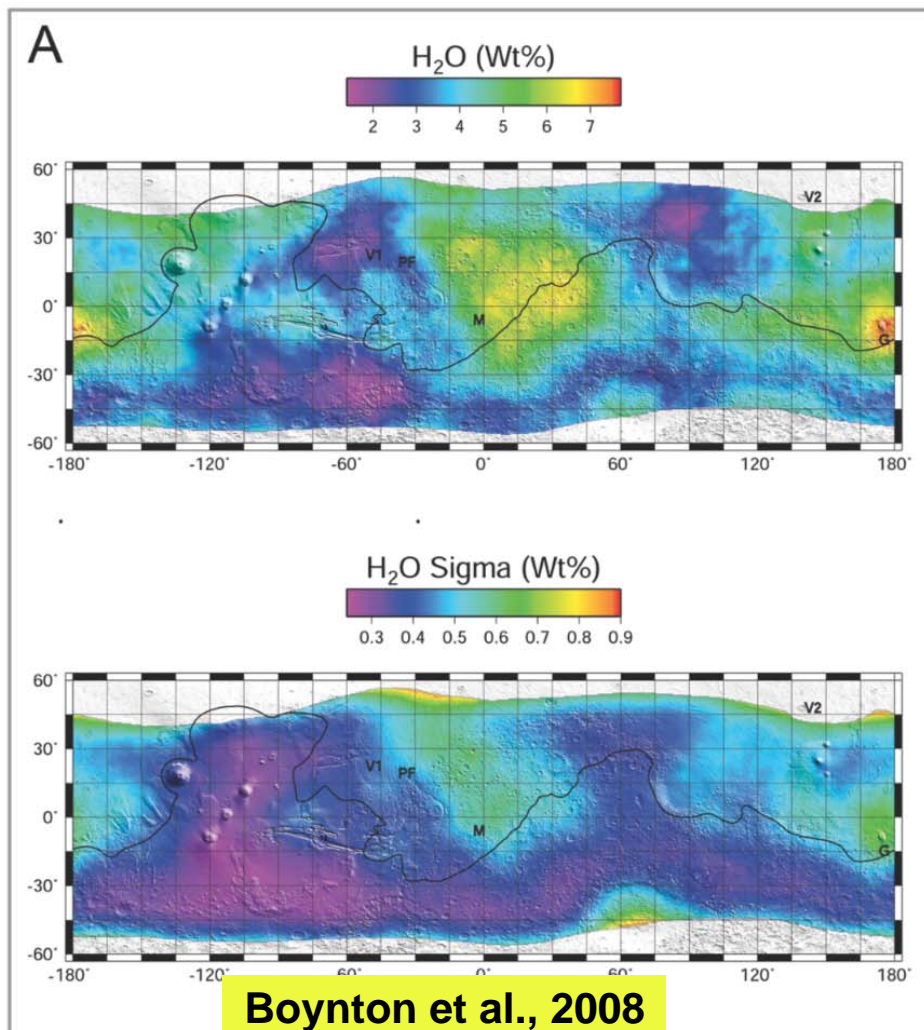 A
H₂O (Wt%)
2 3 4 5 6 7
60˚
30˚
0˚
-30˚
-60˚
V1
PF
M
V2
G
-180˚ -120˚ -60˚ 0˚ 60˚ 120˚ 180˚
H₂O Sigma (Wt%)
0.3 0.4 0.5 0.6 0.7 0.8 0.9
60˚
30˚
0˚
-30˚
-60˚
V1
PF
M
V2
G
-180˚ -120˚ -60˚ 0˚ 60˚ 120˚ 180˚
Boynton et al., 2008